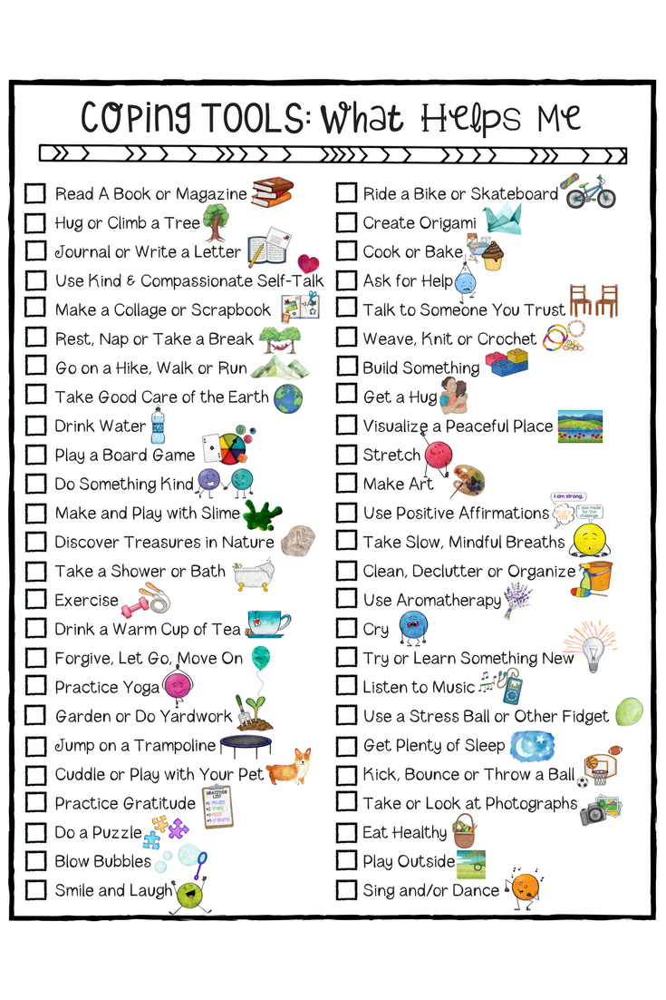 Coping Tools: What Helps Me
Read A Book or Magazine
Hug or Climb a Tree
Journal or Write a Letter
Use Kind & Compassionate Self-Talk
Make a Collage or Scrapbook
Rest, Nap or Take a Break
Go on a Hike, Walk or Run
Take Good Care of the Earth
Drink Water
Play a Board Game
Do Something Kind
Make and Play with Slime
Discover Treasures in Nature
Take a Shower or Bath
Exercise
Drink a Warm Cup of Tea
Forgive, Let Go, Move On
Practice Yoga
Garden or Do Yardwork
Jump on a Trampoline
Cuddle or Play with Your Pet
Practice Gratitude
GRATITUDE
LIST
Do a Puzzle
Blow Bubbles
Smile and Laugh
Ride a Bike or Skateboard
Create Origami
Cook or Bake
Ask for Help
Talk to Someone You Trust
Weave, Knit or Crochet
Build Something
Get a Hug
Visualize a Peaceful Place
Stretch
Make Art
Use Positive Affirmations
I am strong.
I was made
for this
challenge.
Take Slow, Mindful Breaths
Clean, Declutter or Organize
Use Aromatherapy
Cry
Try or Learn Something New
Listen to Music
Use a Stress Ball or Other Fidget
Get Plenty of Sleep
Kick, Bounce or Throw a Ball
Take or Look at Photographs
Eat Healthy
Play Outside
Sing and/or Dance